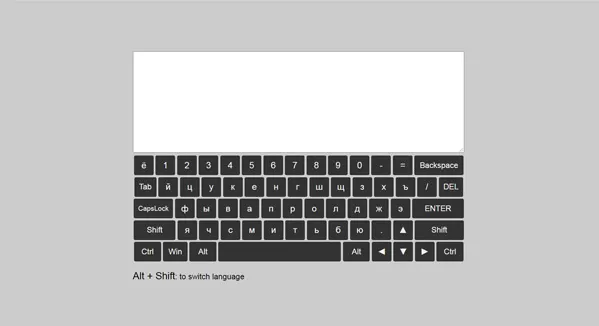 ё 1 2 3 4 5 6 7 8 9 0 - = Backspace
Tab й ц у к е н г ш щ з х ъ / DEL
CapsLock ф ы в а п р о л д ж э ENTER
Shift я ч с м и т ь б ю . ▲ Shift
Ctrl Win Alt Alt ◄ ▼ ► Ctrl
Alt + Shift: to switch language